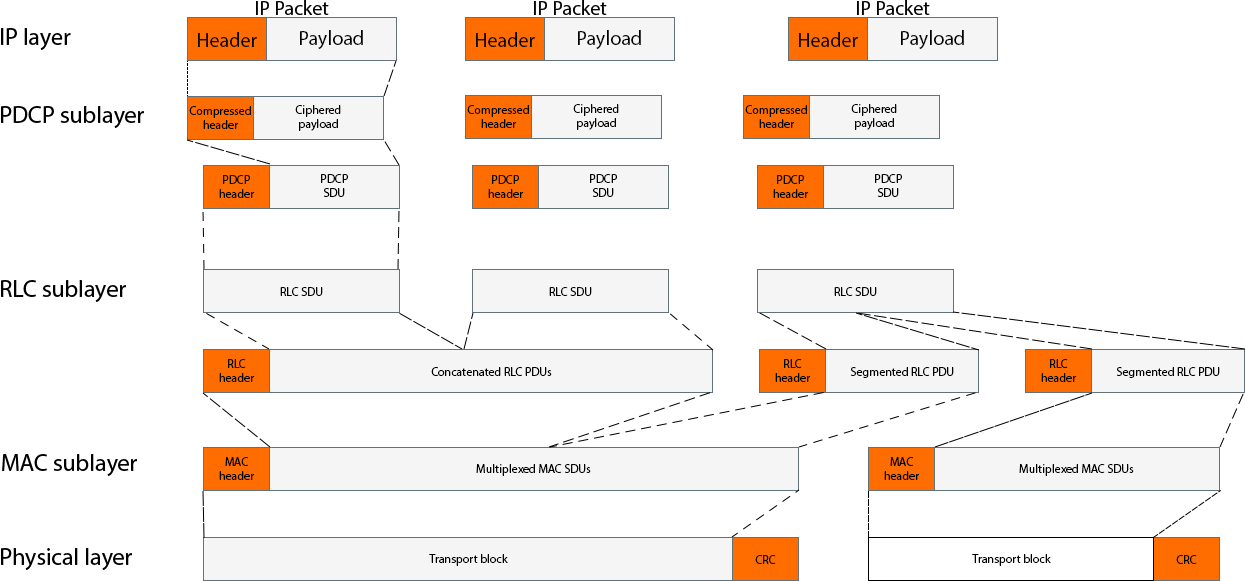 IP Packet IP Packet IP Packet
IP layer Header Payload Header Payload Header Payload
PDCP sublayer
Compressed header
Ciphered payload
Compressed header
Ciphered payload
Compressed header
Ciphered payload
PDCP header
PDCP SDU
PDCP header
PDCP SDU
PDCP header
PDCP SDU
RLC sublayer RLC SDU RLC SDU RLC SDU
RLC header
Concatenated RLC PDUs
RLC header
Segmented RLC PDU
RLC header
Segmented RLC PDU
MAC sublayer
MAC header
Multiplexed MAC SDUs
MAC header
Multiplexed MAC SDUs
Physical layer Transport block CRC Transport block CRC